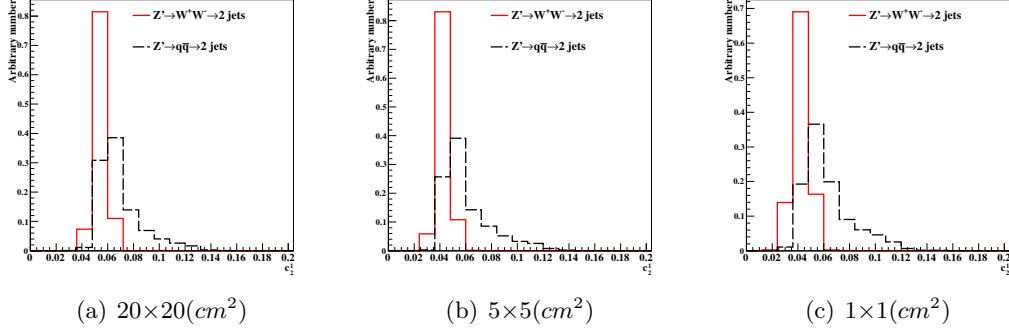 Arbitrary number
0.8
0.7
0.6
0.5
0.4
0.3
0.2
0.1
0
Z'→W⁺W⁻→2 jets
Z'→qq̅→2 jets
0 0.02 0.04 0.06 0.08 0.1 0.12 0.14 0.16 0.18 0.2
c₂¹
(a) 20×20(cm²)
Arbitrary number
0.8
0.7
0.6
0.5
0.4
0.3
0.2
0.1
0
Z'→W⁺W⁻→2 jets
Z'→qq̅→2 jets
0 0.02 0.04 0.06 0.08 0.1 0.12 0.14 0.16 0.18 0.2
c₂¹
(b) 5×5(cm²)
Arbitrary number
0.7
0.6
0.5
0.4
0.3
0.2
0.1
0
Z'→W⁺W⁻→2 jets
Z'→qq̅→2 jets
0 0.02 0.04 0.06 0.08 0.1 0.12 0.14 0.16 0.18 0.2
c₂¹
(c) 1×1(cm²)